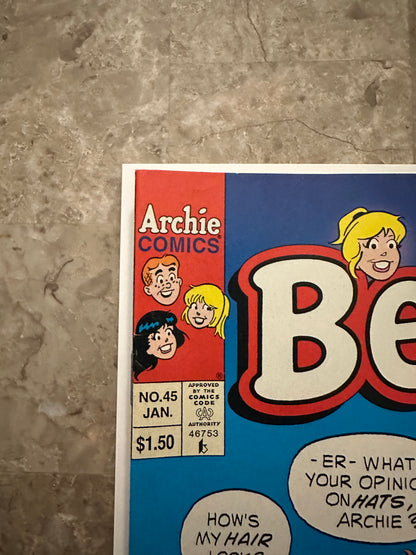 Archie
COMICS
®
NO.45
JAN.
$1.50
APPROVED
BY THE
COMICS
CODE
CA
AUTHORITY
46753
Be
- ER - WHAT
YOUR OPINIO
ON HATS,
ARCHIE ?
HOW'S
MY HAIR